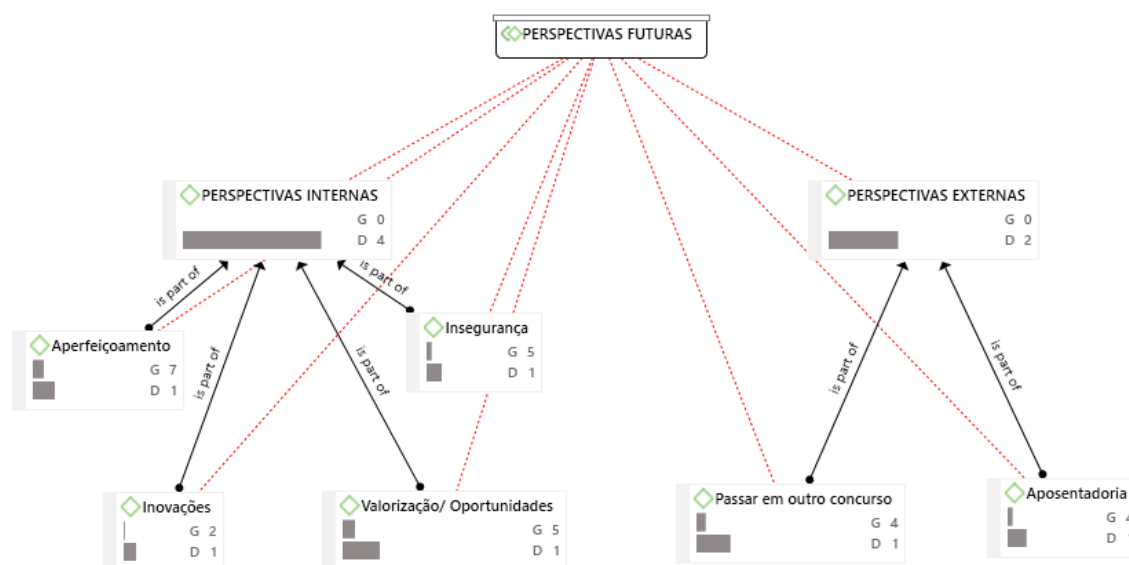 PERSPECTIVAS FUTURAS
PERSPECTIVAS INTERNAS
G 0
D 4
PERSPECTIVAS EXTERNAS
G 0
D 2
is part of
is part of
is part of
is part of
is part of
is part of
Aperfeiçoamento
G 7
D 1
Insegurança
G 5
D 1
Inovações
G 2
D 1
Valorização/ Oportunidades
G 5
D 1
Passar em outro concurso
G 4
D 1
Aposentadoria
G 4
D